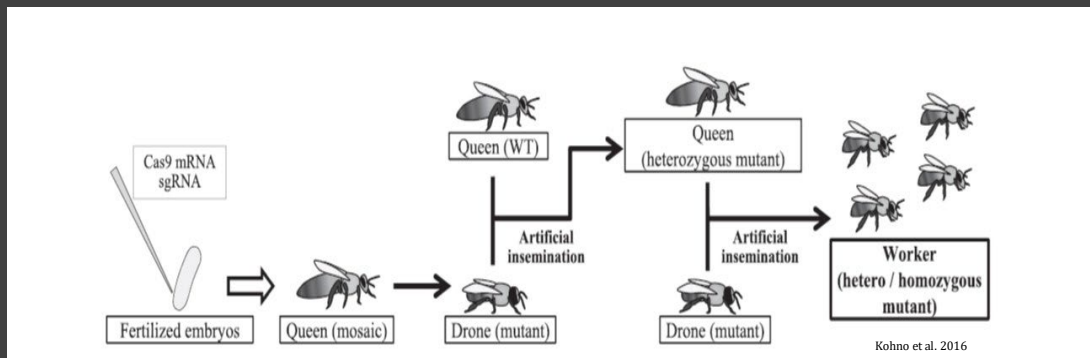 Cas9 mRNA
sgRNA
Fertilized embryos
Queen (mosaic)
Queen (WT)
Artificial
insemination
Drone (mutant)
Queen
(heterozygous mutant)
Artificial
insemination
Drone (mutant)
Worker
(hetero / homozygous
mutant)
Kohno et al. 2016